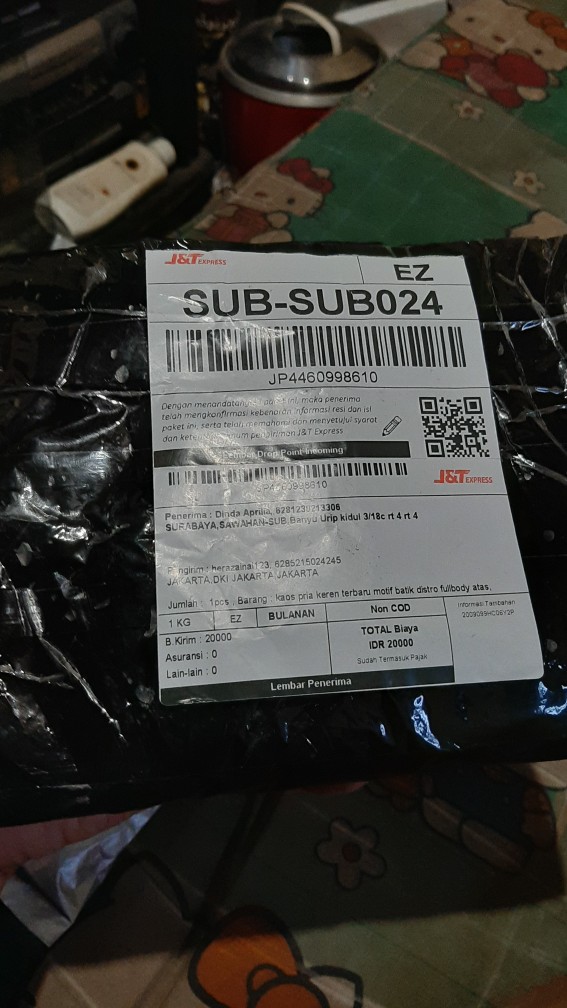 J&T EXPRESS
EZ
SUB-SUB024
JP4460998610
Dengan menandatangani resi ini, maka penerima
telah mengkonfirmasi kebenaran informasi resi dan isi
paket ini, serta telah memahami dan menyetujui syarat
dan ketentuan umum pengiriman J&T Express
Lembar Drop Point Incoming
JP4460998610
J&T EXPRESS
Penerima : Dinda Aprilia,
SURABAYA,SAWAHAN-SUB,Banyu Urip kidul 3/18c rt 4 rt 4
Pengirim : herazainal123, 6285215024245
JAKARTA,DKI JAKARTA,JAKARTA
Jumlah : 1pcs , Barang : kaos pria keren terbaru motif batik distro fullbody atas,
1 KG
EZ
BULANAN
Non COD
Informasi Tambahan
B.Kirim : 20000
Asuransi : 0
Lain-lain : 0
TOTAL Biaya
IDR 20000
Sudah Termasuk Pajak
Lembar Penerima